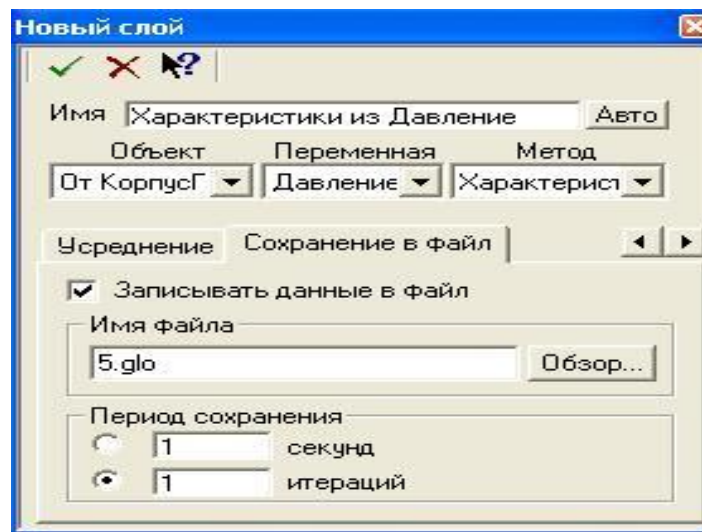 Новый слой
Имя Характеристики из Давление Авто
Объект Переменная Метод
От КорпусГ Давление Характерист
Усреднение Сохранение в файл
Записывать данные в файл
Имя файла
5.glo Обзор...
Период сохранения
1 секунд
1 итераций